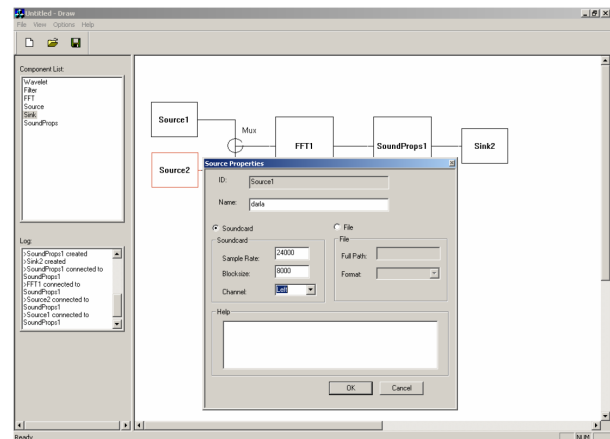 Untitled - Draw
File View Options Help
Component List:
Wavelet
Filter
FFT
Source
Sink
SoundProps
Log:
>SoundProps1 created
>Sink2 created
>SoundProps1 connected to
SoundProps1
>FFT1 connected to
SoundProps1
>Source2 connected to
SoundProps1
>Source1 connected to
SoundProps1
Source1
Mux
FFT1
SoundProps1
Sink2
Source2
Source Properties
ID:
Source1
Name:
darla
Soundcard
File
Soundcard
File
Sample Rate:
24000
Full Path:
Blocksize:
8000
Format:
Channel:
Left
Help
OK
Cancel
Ready
NUM